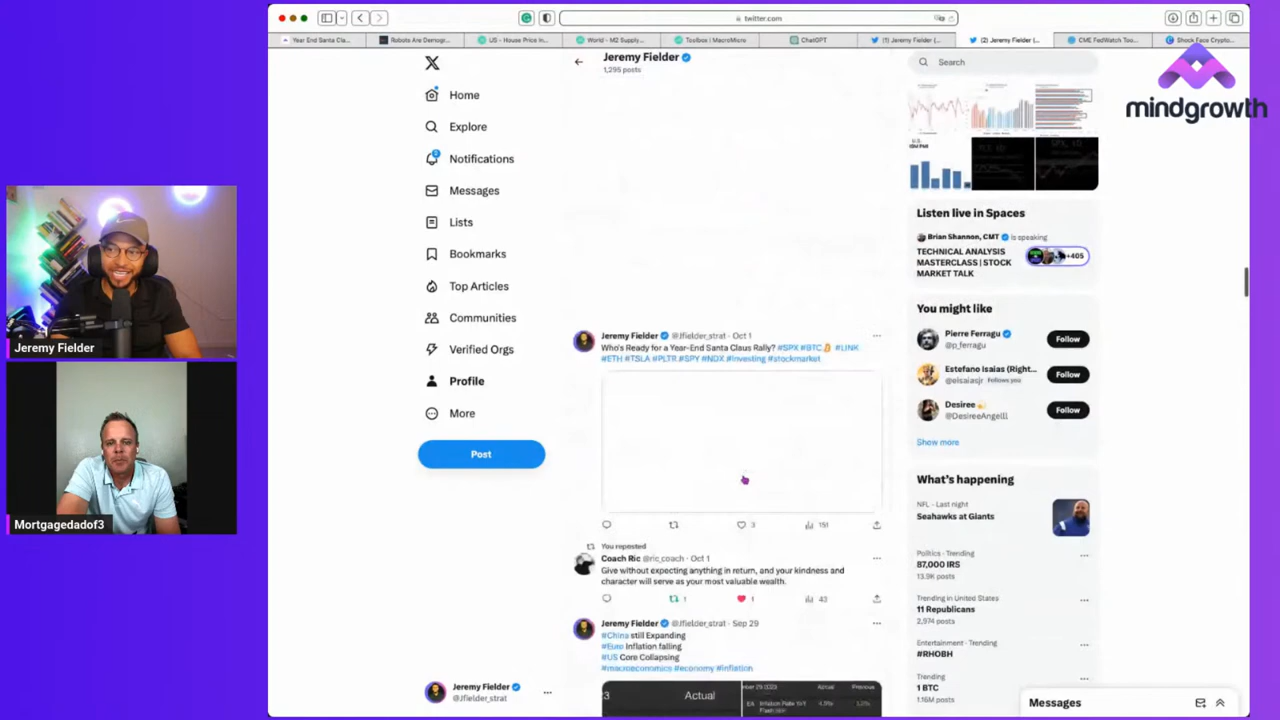 twitter.com
Year End Santa Cla...
Robots Are Demogr...
US - House Price In...
World - M2 Supply...
Toolbox | MacroMicro
ChatGPT
(1) Jeremy Fielder (...
(2) Jeremy Fielder (...
CME FedWatch Too...
Shock Face Crypto...
mindgrowth
Jeremy Fielder
1,295 posts
Search
Home
Explore
Notifications
Messages
Lists
Bookmarks
Top Articles
Communities
Verified Orgs
Profile
More
Post
Jeremy Fielder
@Jfielder_strat
Jeremy Fielder
Mortgagedadof3
Jeremy Fielder @Jfielder_strat · Oct 1
Who's Ready for a Year-End Santa Claus Rally? #SPX #BTC #LINK
#ETH #TSLA #PLTR #SPY #NDX #investing #stockmarket
3
151
You reposted
Coach Ric @ric_coach · Oct 1
Give without expecting anything in return, and your kindness and
character will serve as your most valuable wealth.
1
1
43
Jeremy Fielder @Jfielder_strat · Sep 29
#China still Expanding
#Euro Inflation falling
#US Core Collapsing
#macroeconomics #economy #inflation
3
Actual
Actual
Previous
Listen live in Spaces
Brian Shannon, CMT is speaking
TECHNICAL ANALYSIS
MASTERCLASS | STOCK
MARKET TALK
+405
You might like
Pierre Ferragu
@p_ferragu
Follow
Estefano Isaias (Right...
@elsaiasjr Follows you
Follow
Desiree
@DesireeAngelll
Follow
Show more
What's happening
NFL · Last night
Seahawks at Giants
Politics · Trending
87,000 IRS
13.9K posts
Trending in United States
11 Republicans
2,974 posts
Entertainment · Trending
#RHOBH
Trending
1 BTC
1.16M posts
Messages